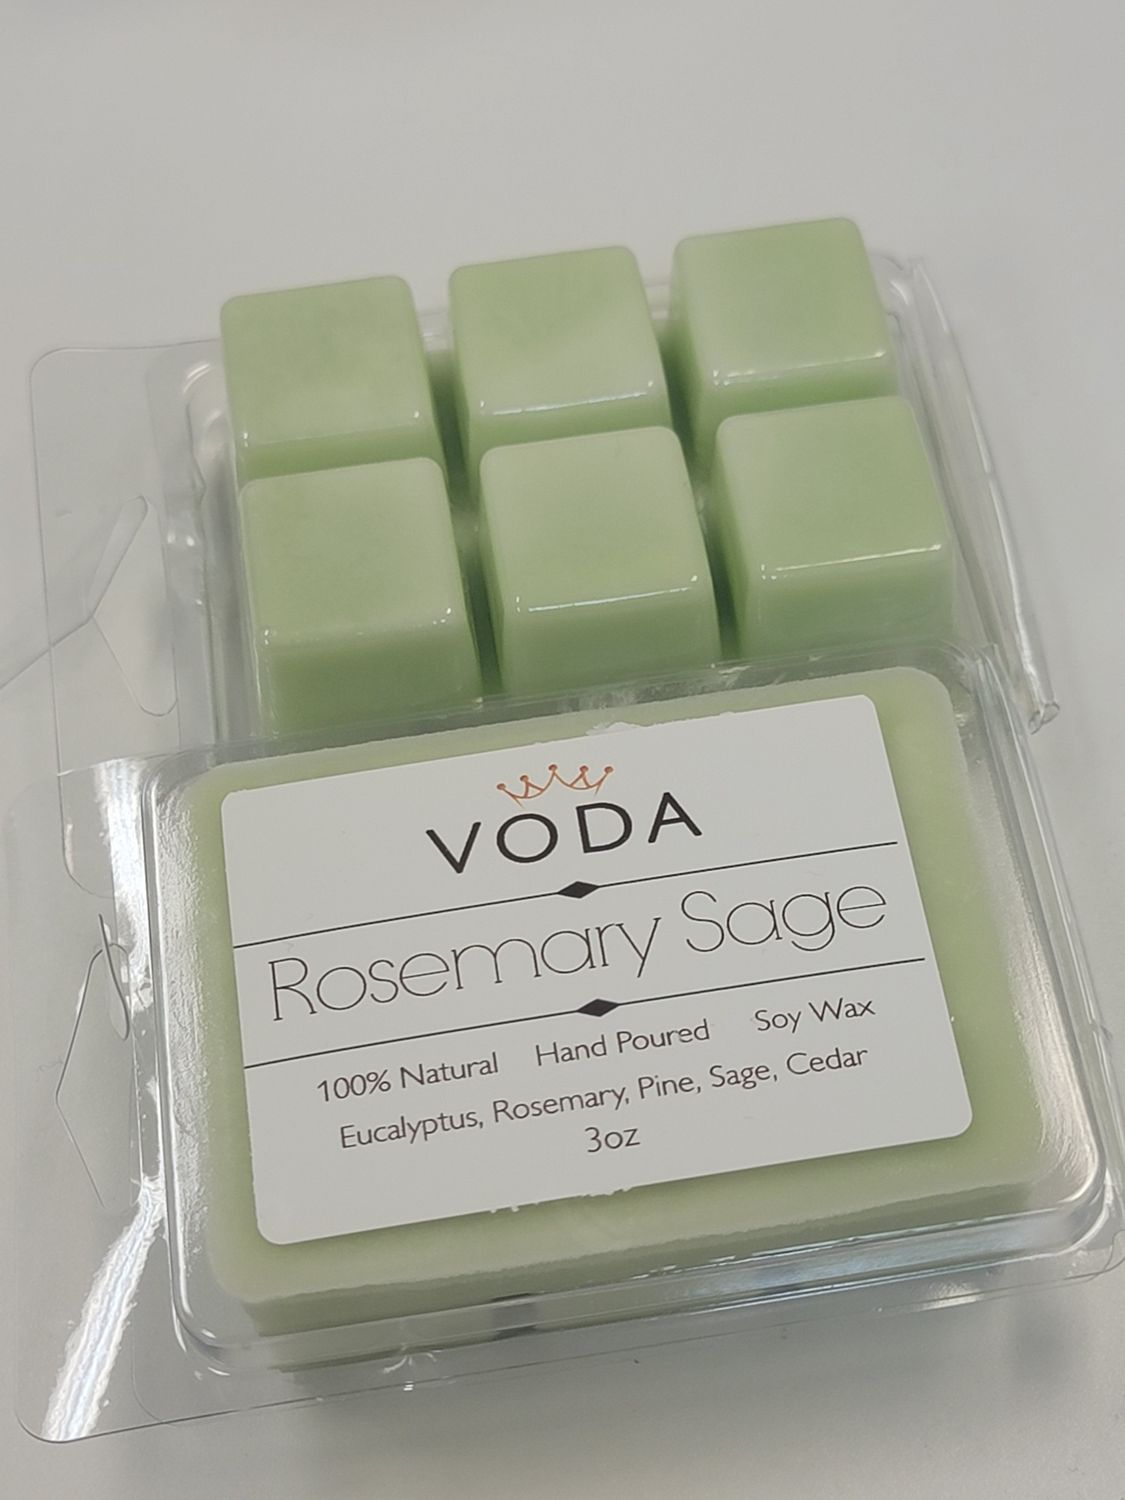 VODA
Rosemary Sage
100% Natural Hand Poured Soy Wax
Eucalyptus, Rosemary, Pine, Sage, Cedar
3oz